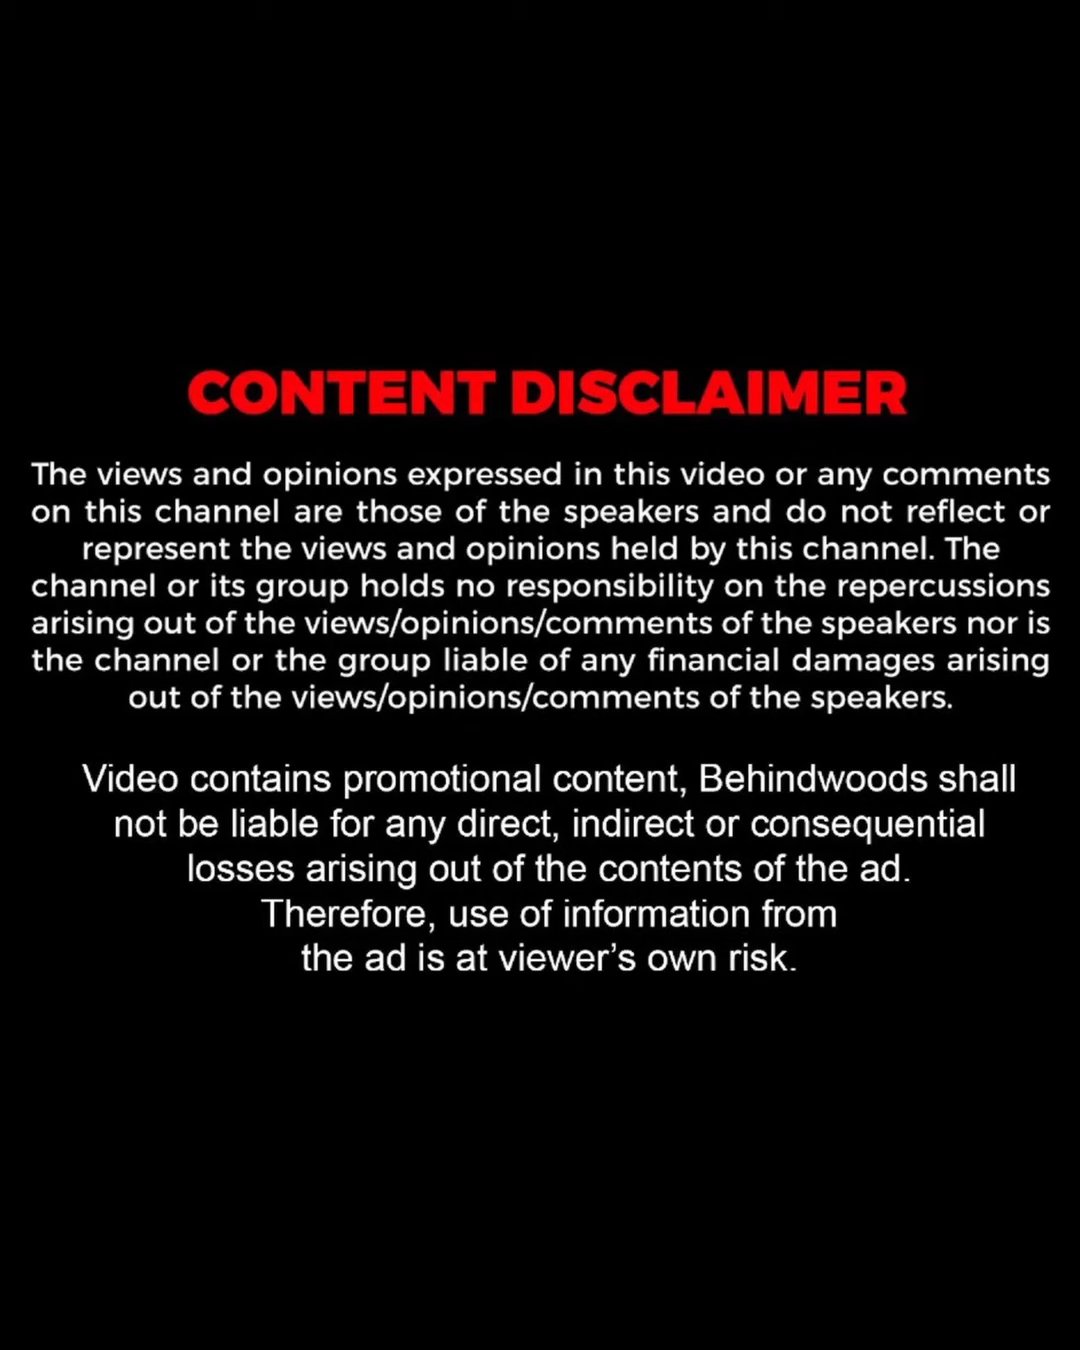 CONTENT DISCLAIMER
The views and opinions expressed in this video or any comments
on this channel are those of the speakers and do not reflect or
represent the views and opinions held by this channel. The
channel or its group holds no responsibility on the repercussions
arising out of the views/opinions/comments of the speakers nor is
the channel or the group liable of any financial damages arising
out of the views/opinions/comments of the speakers.
Video contains promotional content, Behindwoods shall
not be liable for any direct, indirect or consequential
losses arising out of the contents of the ad.
Therefore, use of information from
the ad is at viewer’s own risk.